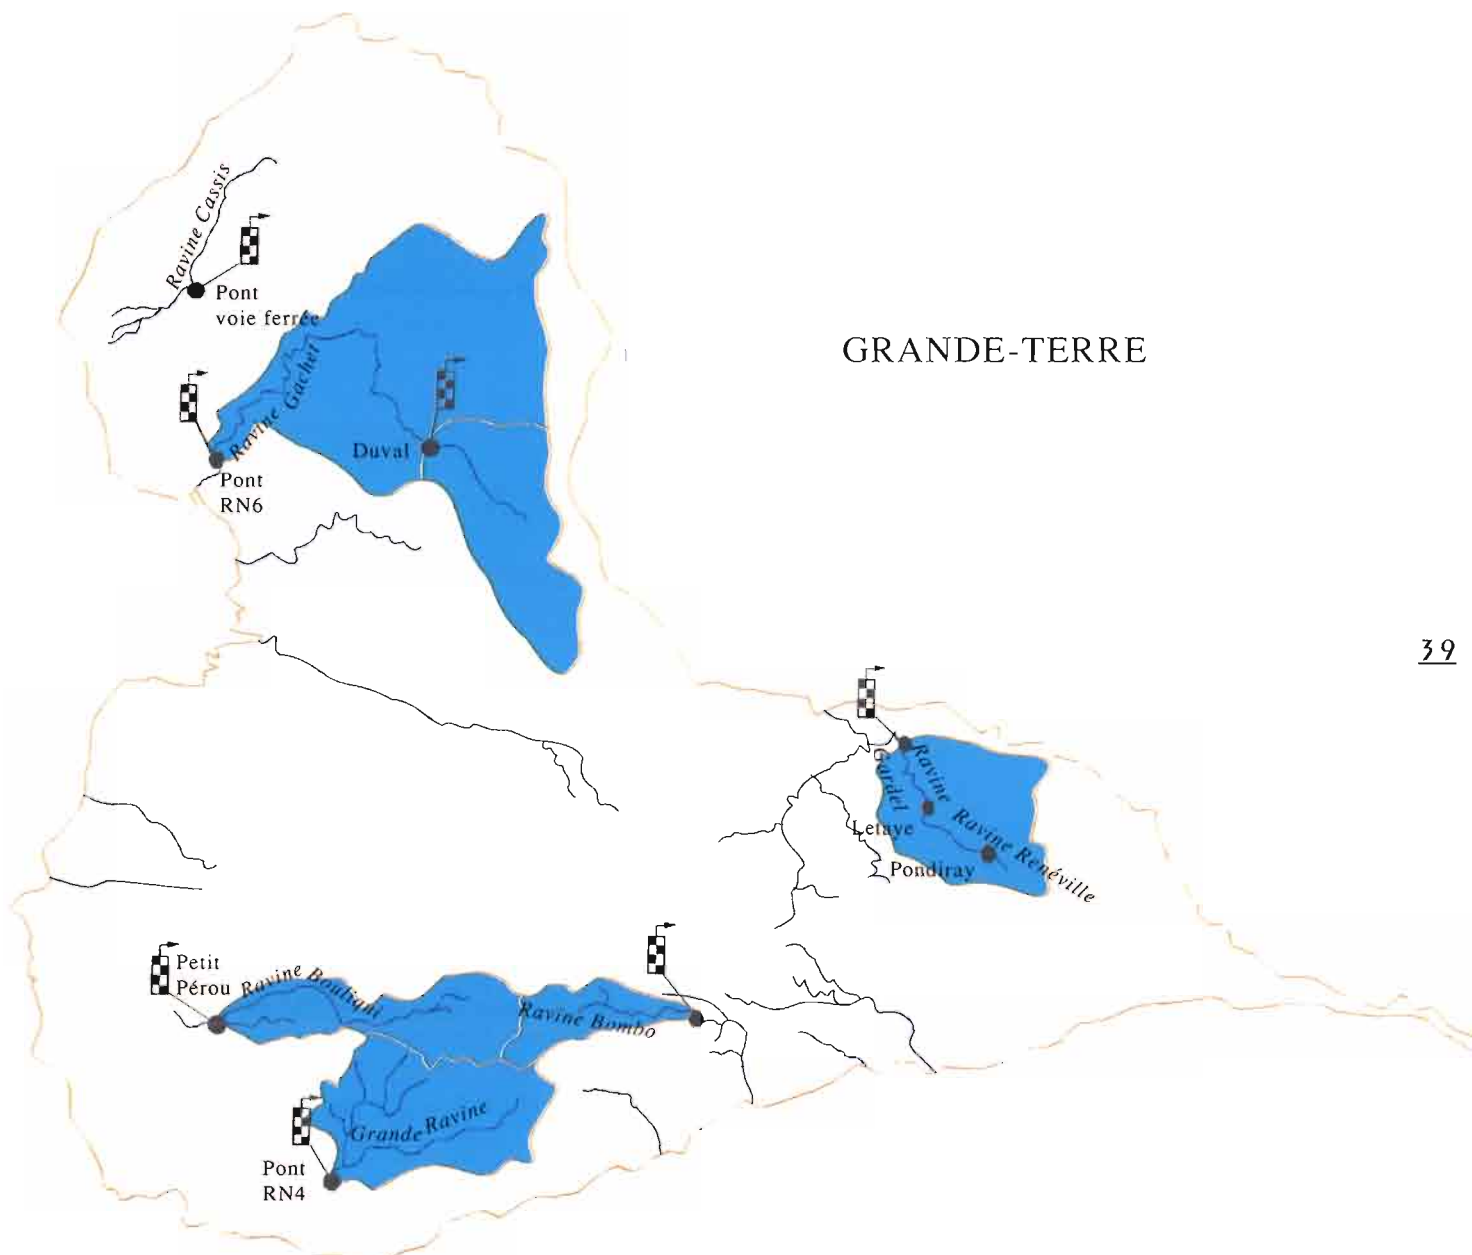 Ravine Cassis
Pont
voie ferrée
GRANDE-TERRE
Ravine Gachet
Duval
Pont
RN6
39
Gardel
Ravine
Ravine Renéville
Letaye
Pondiray
Petit
Pérou
Ravine Bouliqui
Ravine Bombo
Grande Ravine
Pont
RN4